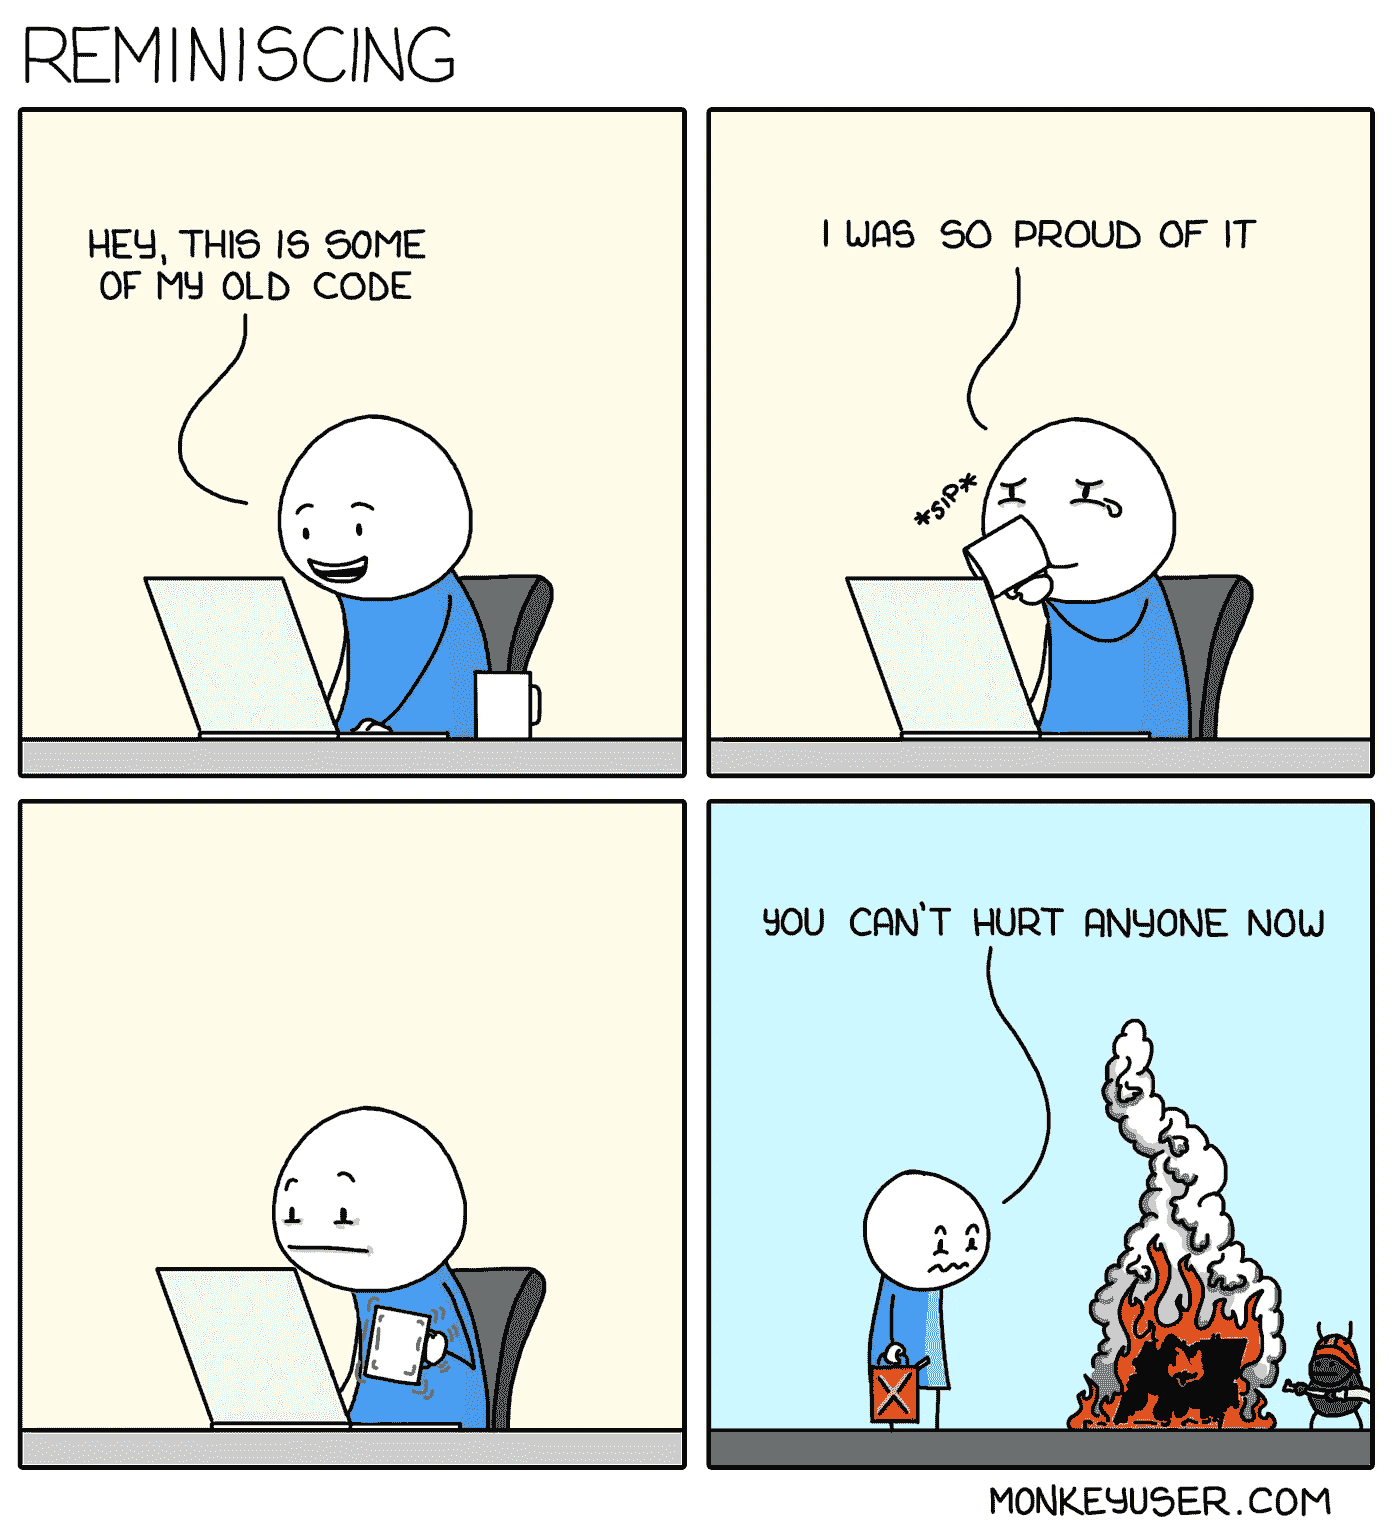 REMINISCING
HEY, THIS IS SOME
OF MY OLD CODE
I WAS SO PROUD OF IT
*SIP*
YOU CAN'T HURT ANYONE NOW
MONKEYUSER.COM